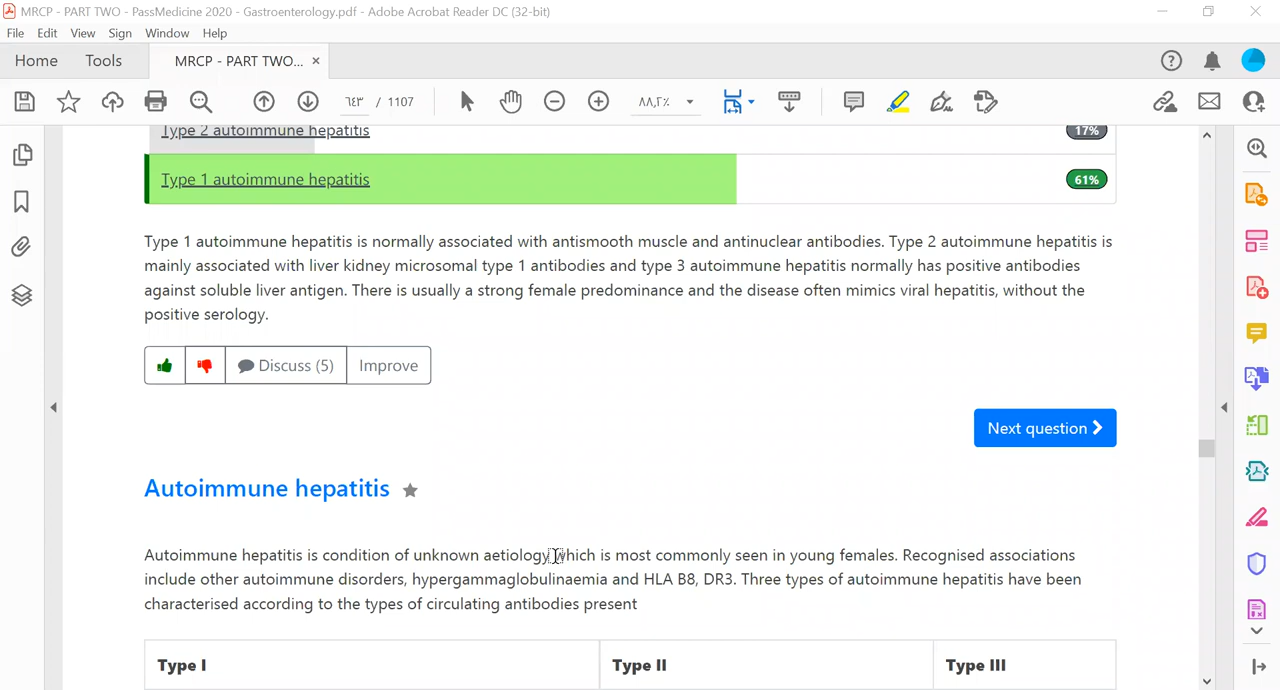 MRCP - PART TWO - PassMedicine 2020 - Gastroenterology.pdf - Adobe Acrobat Reader DC (32-bit)
File Edit View Sign Window Help
Home Tools MRCP - PART TWO... ×
٦٤٣ / 1107 ٨٨,٢٪
Type 2 autoimmune hepatitis 17%
Type 1 autoimmune hepatitis 61%
Type 1 autoimmune hepatitis is normally associated with antismooth muscle and antinuclear antibodies. Type 2 autoimmune hepatitis is
mainly associated with liver kidney microsomal type 1 antibodies and type 3 autoimmune hepatitis normally has positive antibodies
against soluble liver antigen. There is usually a strong female predominance and the disease often mimics viral hepatitis, without the
positive serology.
Discuss (5) Improve
Next question
Autoimmune hepatitis
Autoimmune hepatitis is condition of unknown aetiology which is most commonly seen in young females. Recognised associations
include other autoimmune disorders, hypergammaglobulinaemia and HLA B8, DR3. Three types of autoimmune hepatitis have been
characterised according to the types of circulating antibodies present
Type I Type II Type III